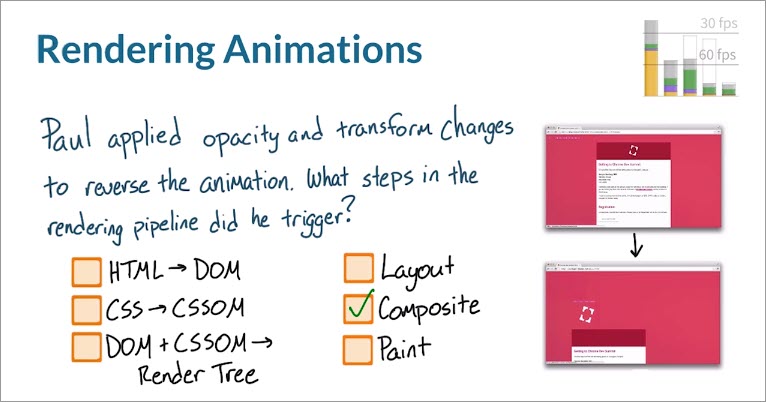 Rendering Animations
30 fps
60 fps
Paul applied opacity and transform changes
to reverse the animation. What steps in the
rendering pipeline did he trigger?
HTML → DOM
CSS → CSSOM
DOM + CSSOM →
Render Tree
Layout
Composite
Paint